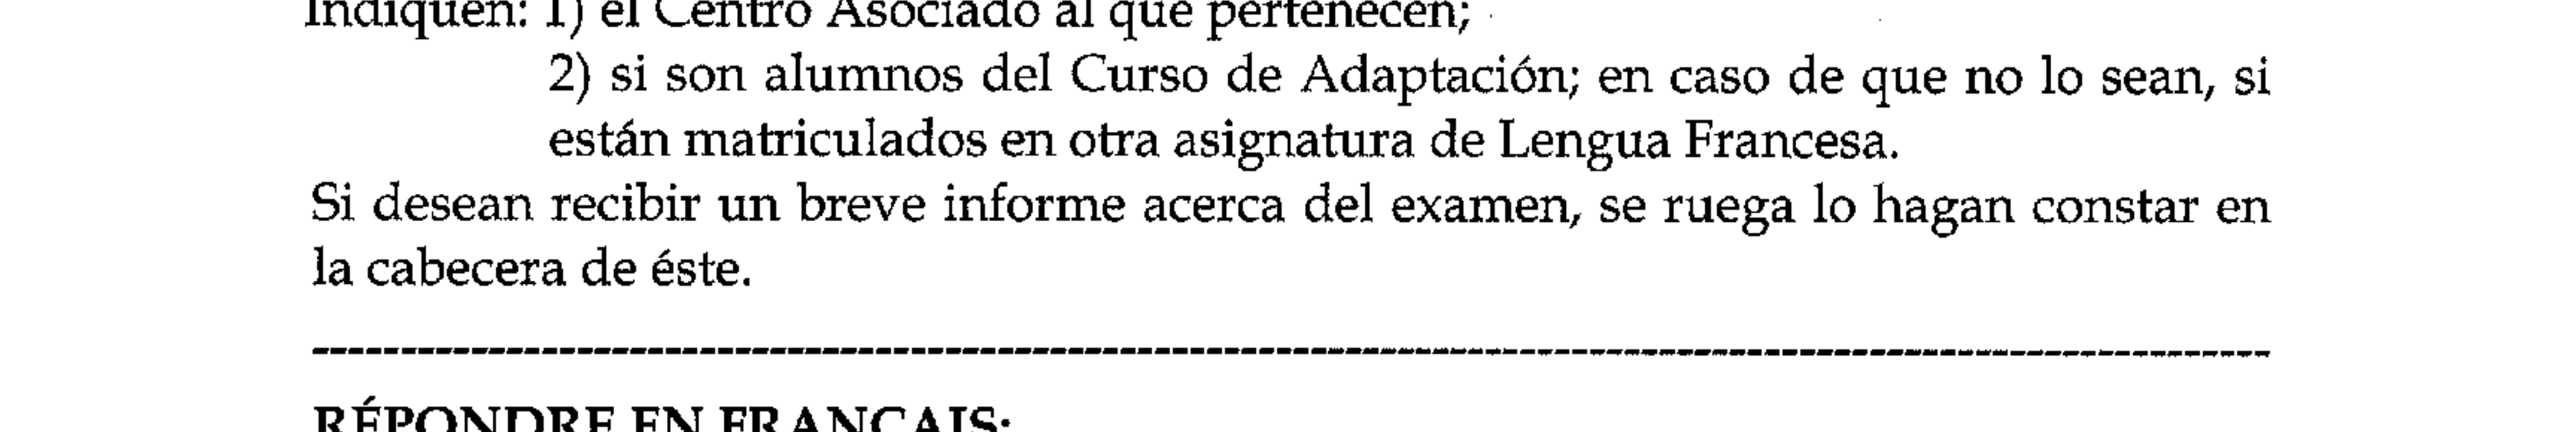 Indiquen: 1) el Centro Asociado al que pertenecen;
2) si son alumnos del Curso de Adaptación; en caso de que no lo sean, si
están matriculados en otra asignatura de Lengua Francesa.
Si desean recibir un breve informe acerca del examen, se ruega lo hagan constar en
la cabecera de éste.
RÉPONDRE EN FRANÇAIS: